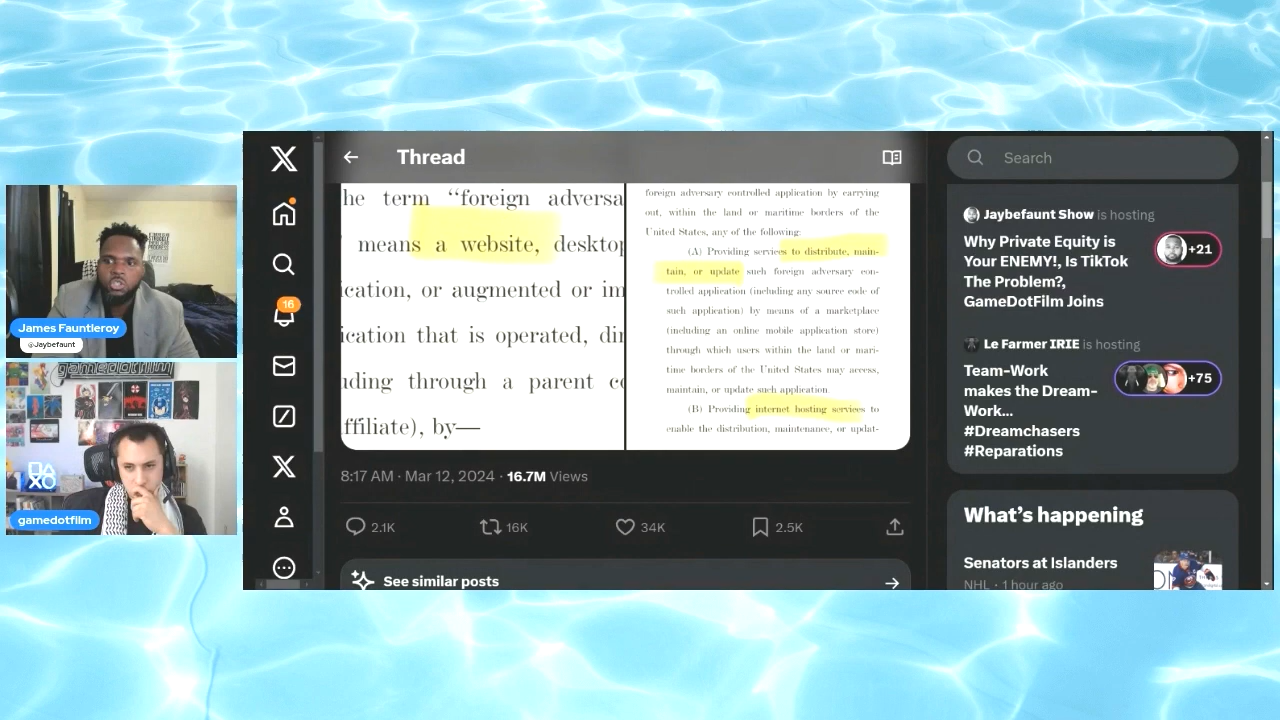 James Fauntleroy
@Jaybefaunt
gamedotfilm
gamedotfilm
Thread
he term “foreign adversa
means a website, desktop
ication, or augmented or im
ication that is operated, dir
ading through a parent co
ffiliate), by—
foreign adversary controlled application by carrying
out, within the land or maritime borders of the
United States, any of the following:
(A) Providing services to distribute, main-
tain, or update such foreign adversary con-
trolled application (including any source code of
such application) by means of a marketplace
(including an online mobile application store)
through which users within the land or mari-
time borders of the United States may access,
maintain, or update such application.
(B) Providing internet hosting services to
enable the distribution, maintenance, or updat-
8:17 AM · Mar 12, 2024 · 16.7M Views
2.1K 16K 34K 2.5K
See similar posts
16
Search
Jaybefaunt Show is hosting
Why Private Equity is
Your ENEMY!, Is TikTok
The Problem?,
GameDotFilm Joins
+21
Le Farmer IRIE is hosting
Team-Work
makes the Dream-
Work...
#Dreamchasers
#Reparations
+75
What’s happening
Senators at Islanders
NHL · 1 hour ago